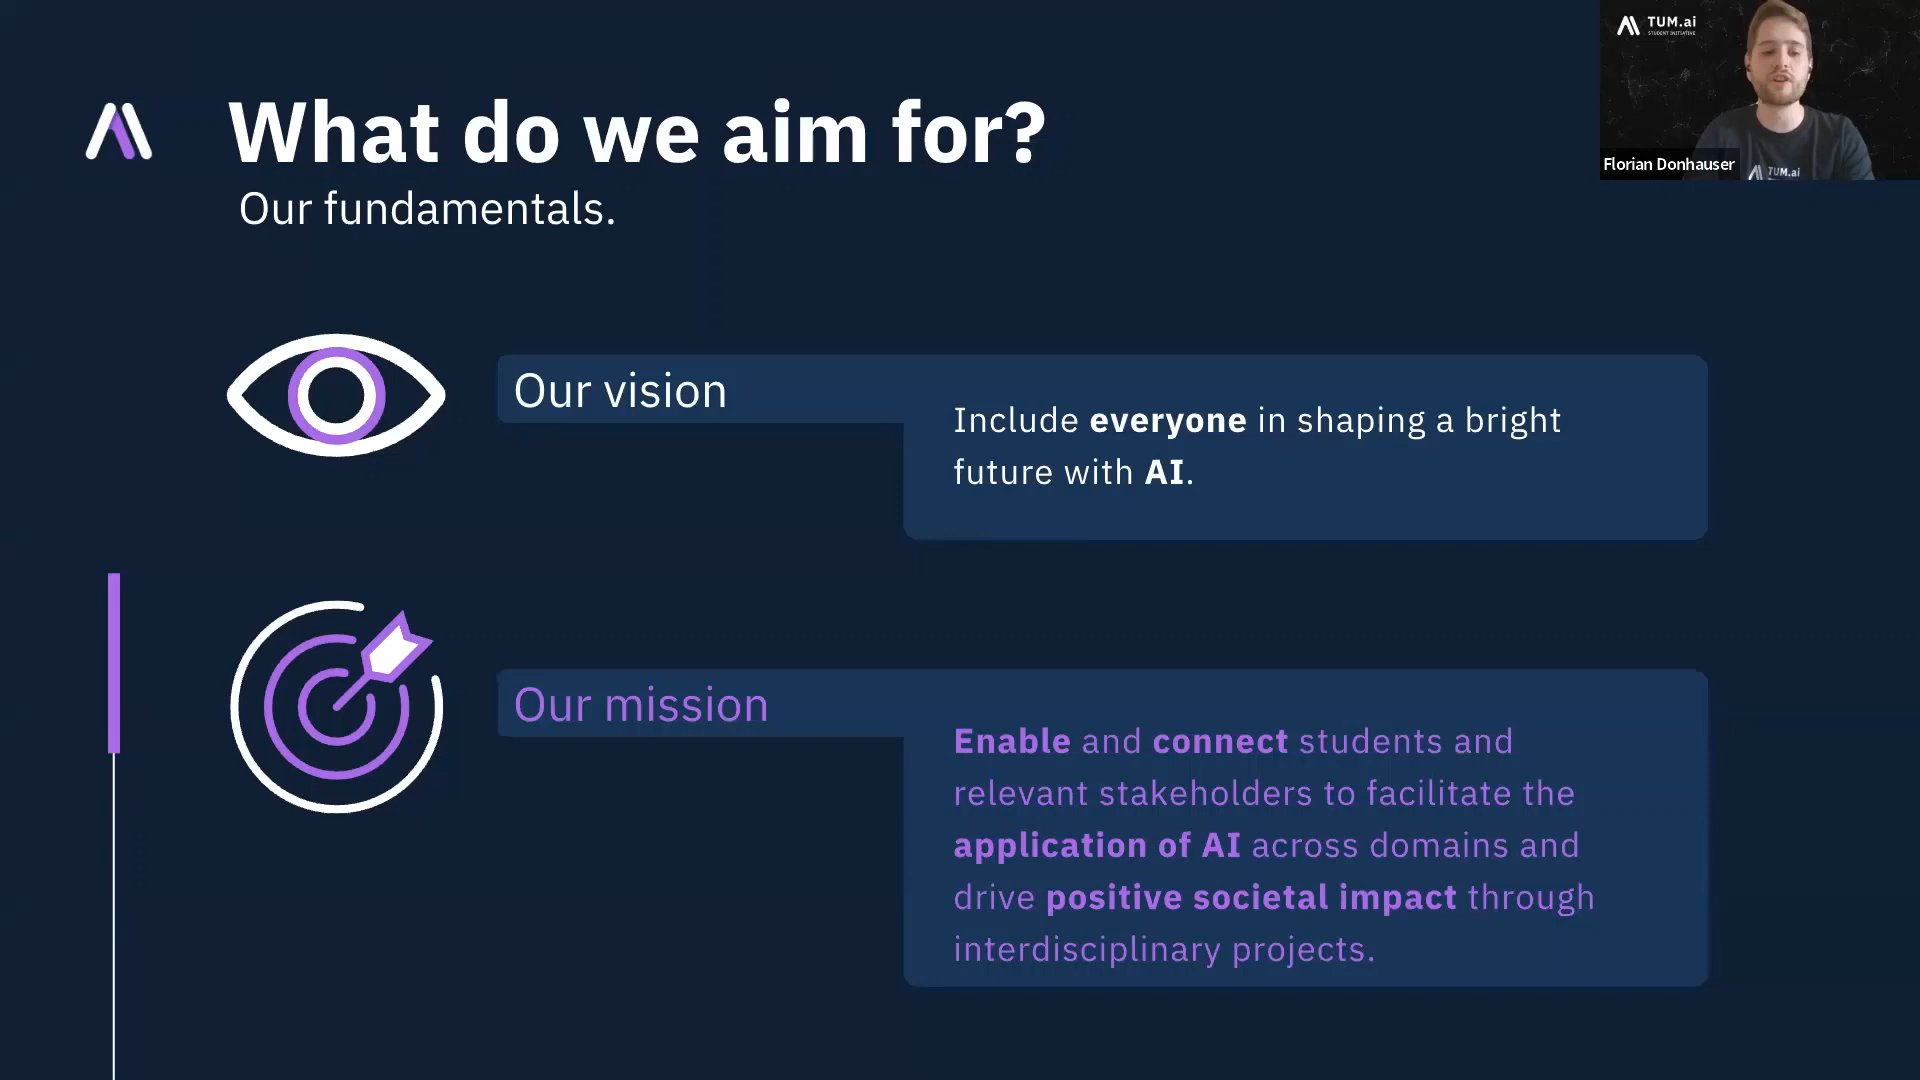 What do we aim for?
Our fundamentals.
TUM.ai
STUDENT INITIATIVE
TUM.ai
Florian Donhauser
Our vision
Include everyone in shaping a bright
future with AI.
Our mission
Enable and connect students and
relevant stakeholders to facilitate the
application of AI across domains and
drive positive societal impact through
interdisciplinary projects.